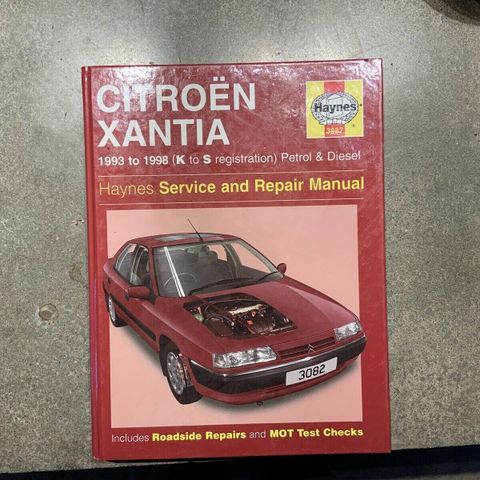 CITROËN
XANTIA
1993 to 1998 (K to S registration) Petrol & Diesel
Haynes
3082
Haynes Service and Repair Manual
3082
Includes Roadside Repairs and MOT Test Checks